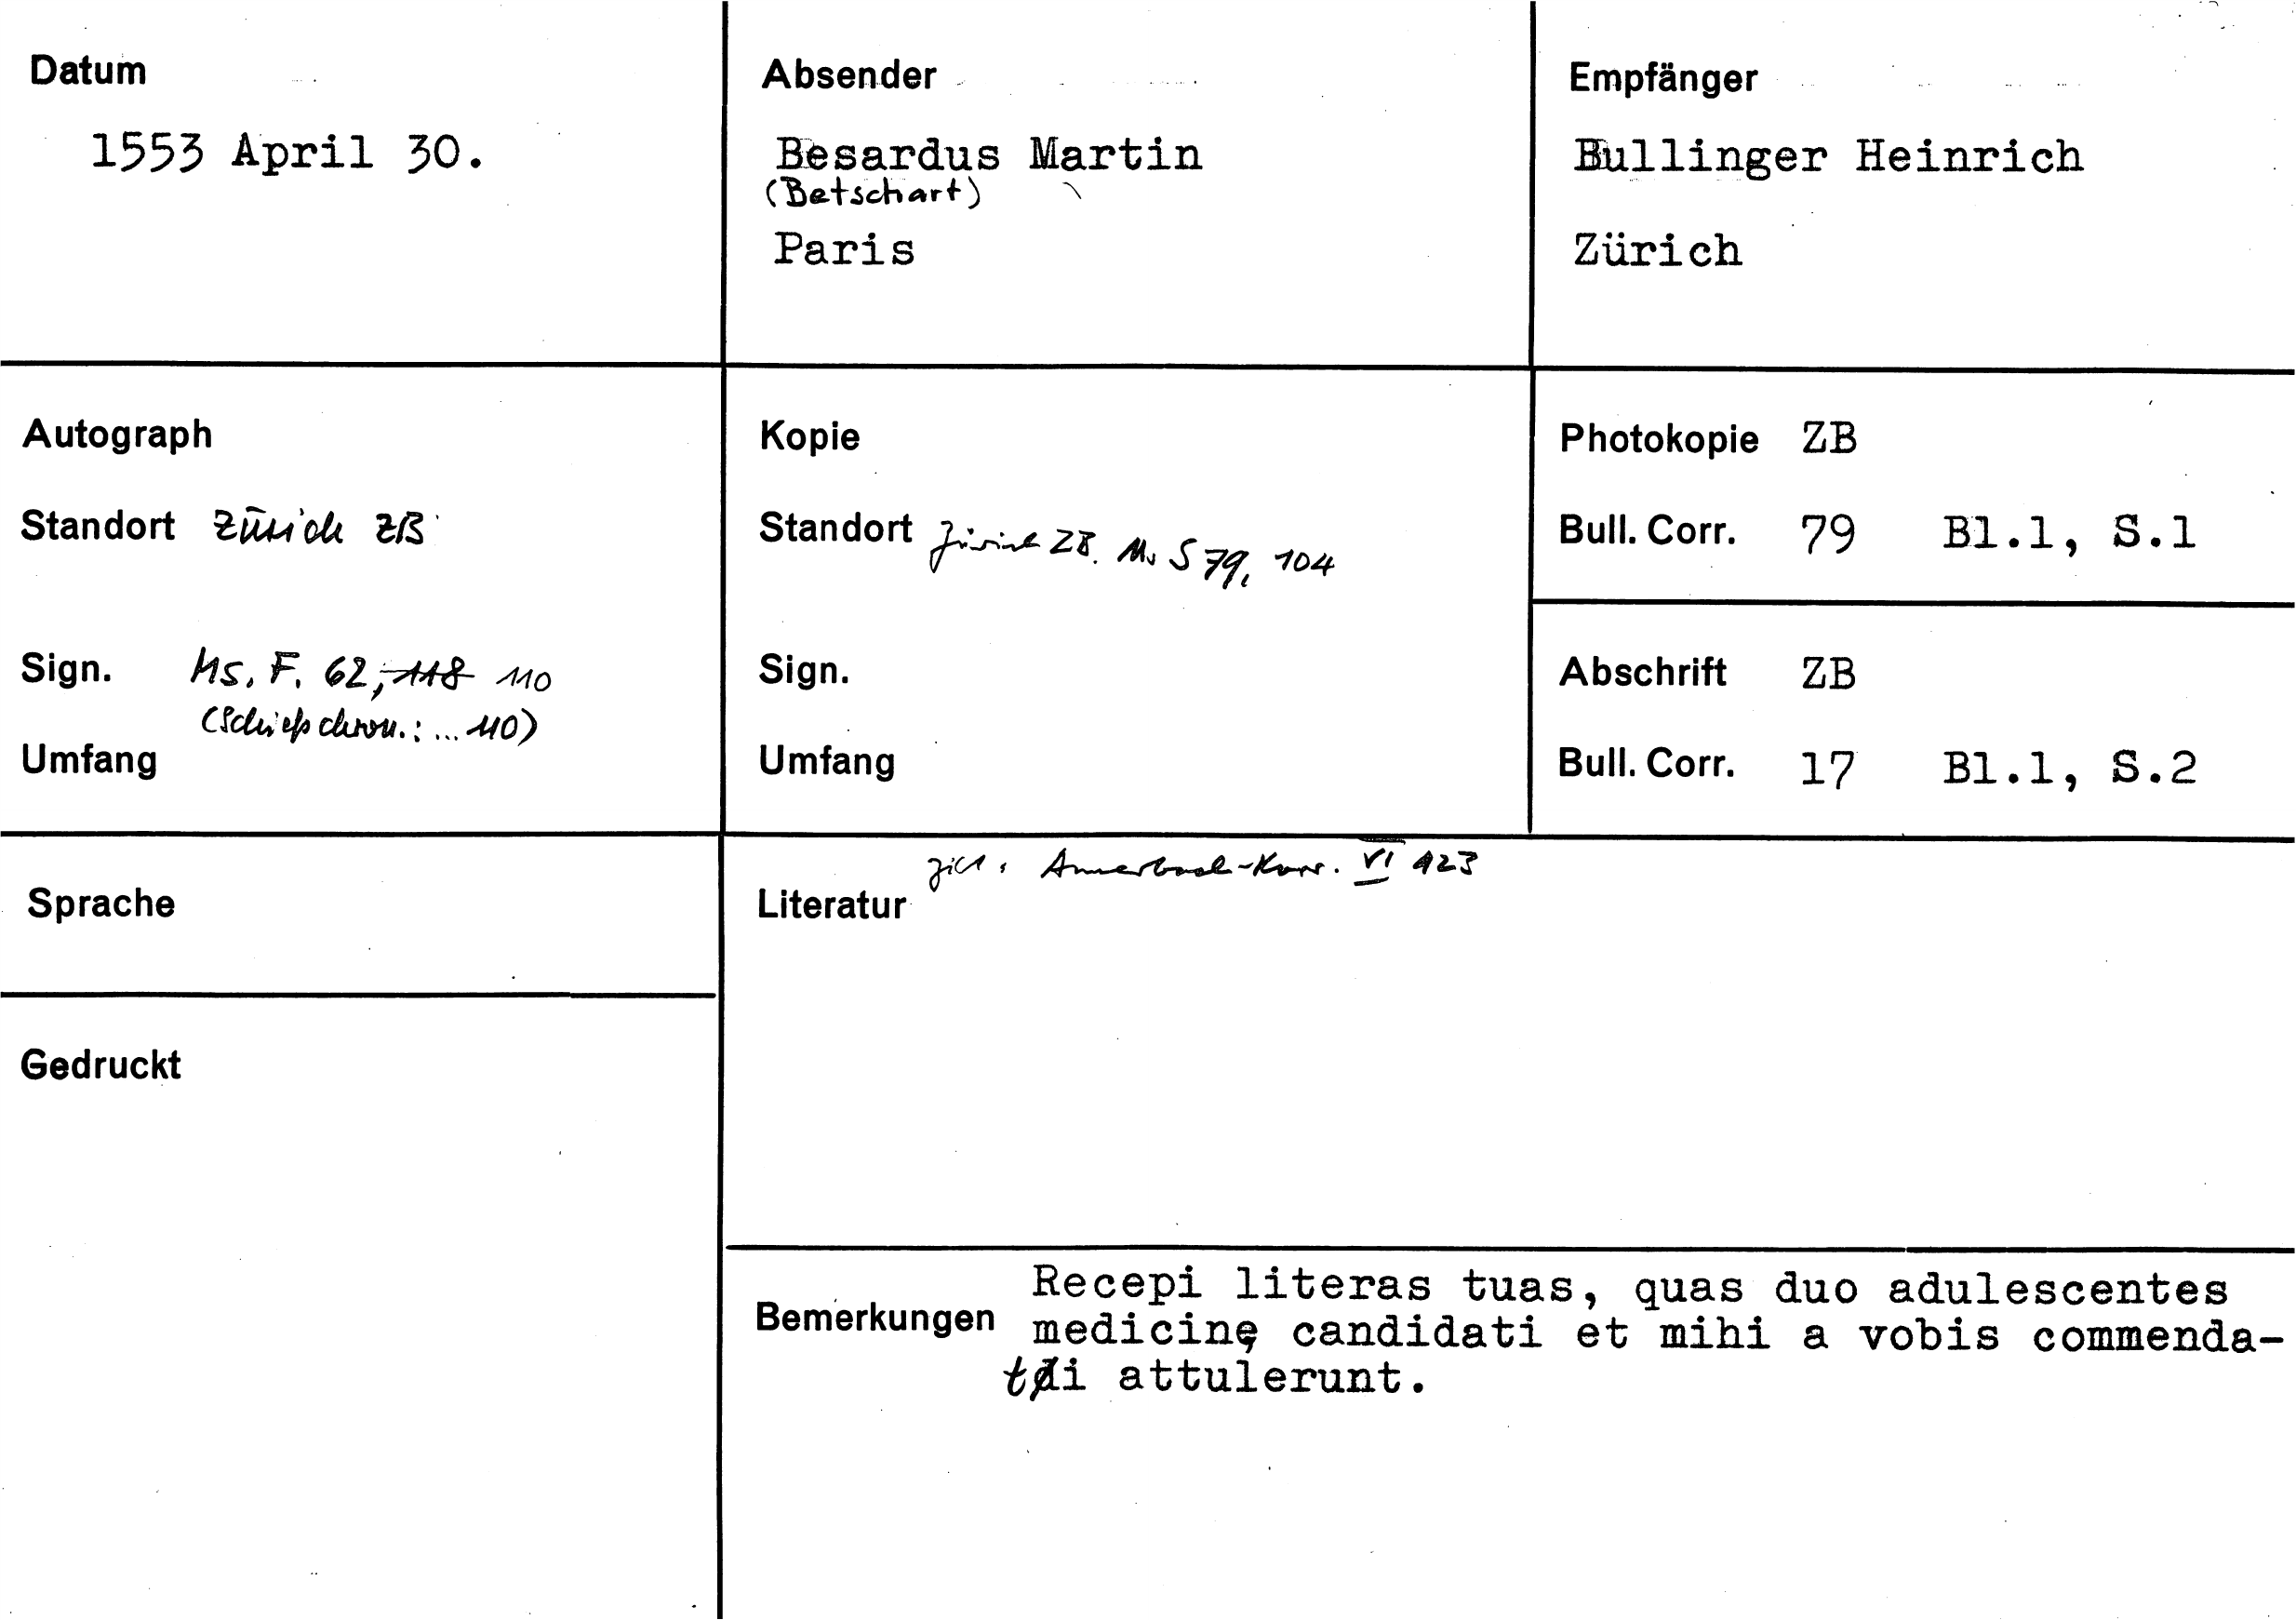 Datum
1553 April 30.
Absender
Besardus Martin
(Betschart)
Paris
Empfänger
Bullinger Heinrich
Zürich
Autograph
Standort Zürich ZB
Sign. Ms. F. 62, 118 110
(Schieß chron.: ... 110)
Umfang
Kopie
Standort Zürich ZB. Ms S 79, 104
Sign.
Umfang
Photokopie ZB
Bull. Corr. 79 Bl.1, S.1
Abschrift ZB
Bull. Corr. 17 Bl.1, S.2
Sprache
Gedruckt
zit: Amerbach-Korr. VI 123
Literatur
Bemerkungen
Recepi literas tuas, quas duo adulescentes
medicinę candidati et mihi a vobis commenda-
ti attulerunt.